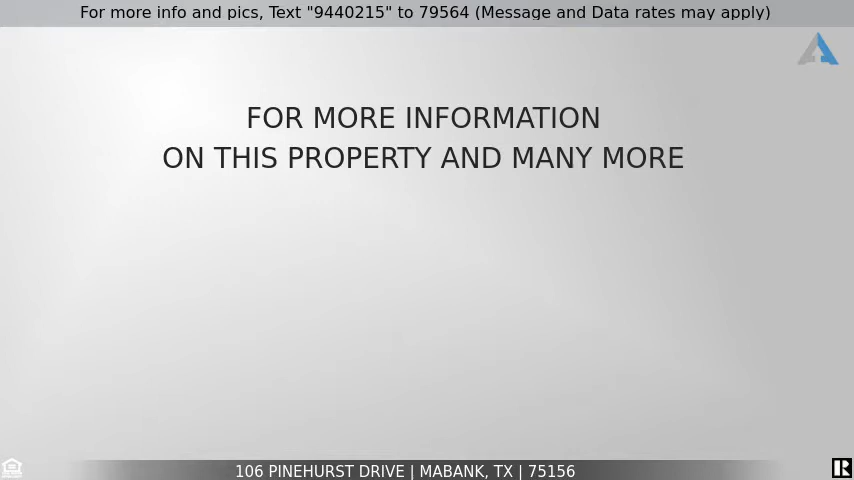 For more info and pics, Text "9440215" to 79564 (Message and Data rates may apply)
FOR MORE INFORMATION
ON THIS PROPERTY AND MANY MORE
106 PINEHURST DRIVE | MABANK, TX | 75156